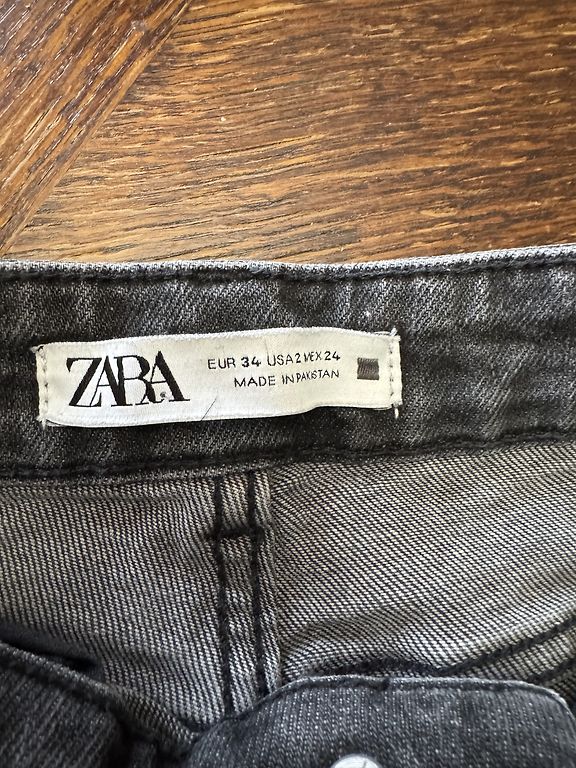 ZARA
EUR 34 USA 2 MEX 24
MADE IN PAKISTAN